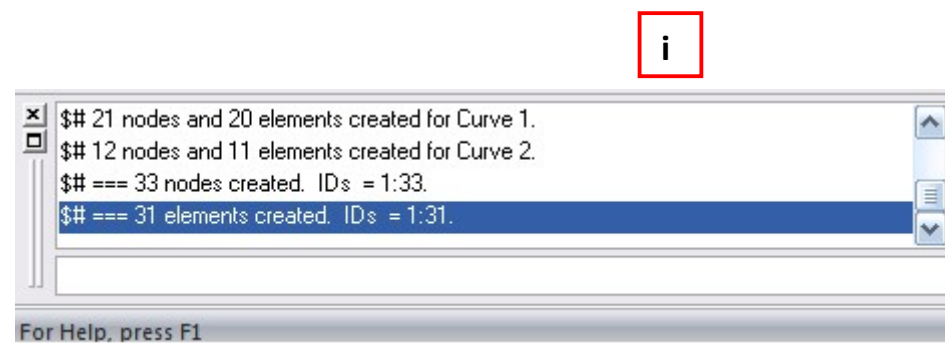 i
$# 21 nodes and 20 elements created for Curve 1.
$# 12 nodes and 11 elements created for Curve 2.
$# === 33 nodes created.  IDs  = 1:33.
$# === 31 elements created.  IDs  = 1:31.
For Help, press F1